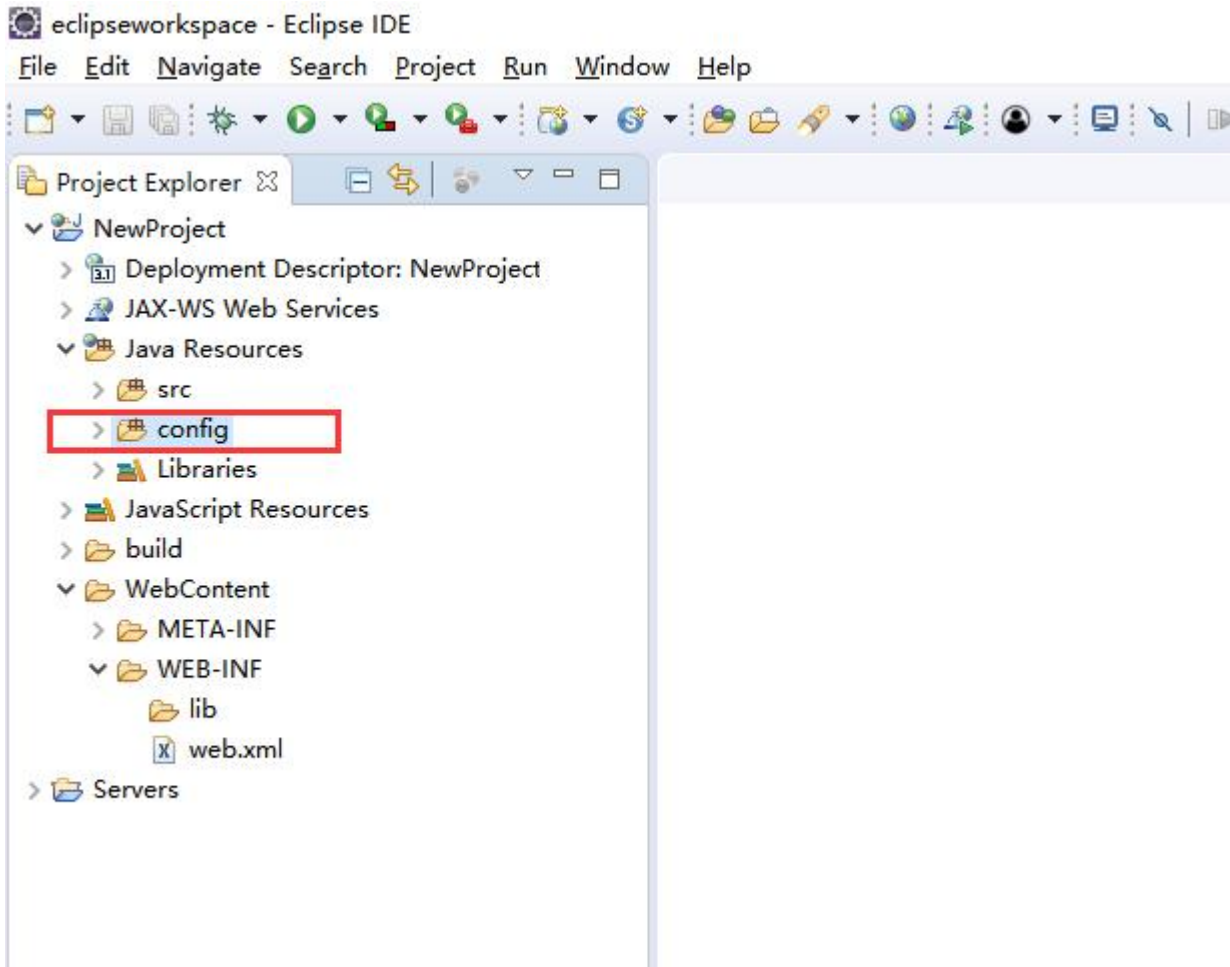 eclipseworkspace - Eclipse IDE
File Edit Navigate Search Project Run Window Help
Project Explorer
NewProject
3.1 Deployment Descriptor: NewProject
JAX-WS Web Services
Java Resources
src
config
Libraries
JavaScript Resources
build
WebContent
META-INF
WEB-INF
lib
X web.xml
Servers